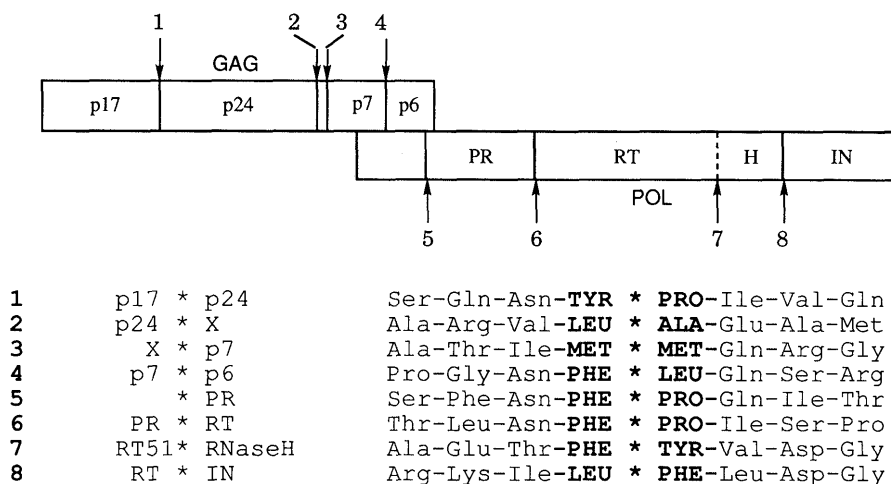 1 2 3 4
GAG
p17 p24 p7 p6
PR RT H IN
POL
5 6 7 8
1 p17 * p24 Ser-Gln-Asn-TYR * PRO-Ile-Val-Gln
2 p24 * X Ala-Arg-Val-LEU * ALA-Glu-Ala-Met
3 X * p7 Ala-Thr-Ile-MET * MET-Gln-Arg-Gly
4 p7 * p6 Pro-Gly-Asn-PHE * LEU-Gln-Ser-Arg
5 * PR Ser-Phe-Asn-PHE * PRO-Gln-Ile-Thr
6 PR * RT Thr-Leu-Asn-PHE * PRO-Ile-Ser-Pro
7 RT51 * RNaseH Ala-Glu-Thr-PHE * TYR-Val-Asp-Gly
8 RT * IN Arg-Lys-Ile-LEU * PHE-Leu-Asp-Gly